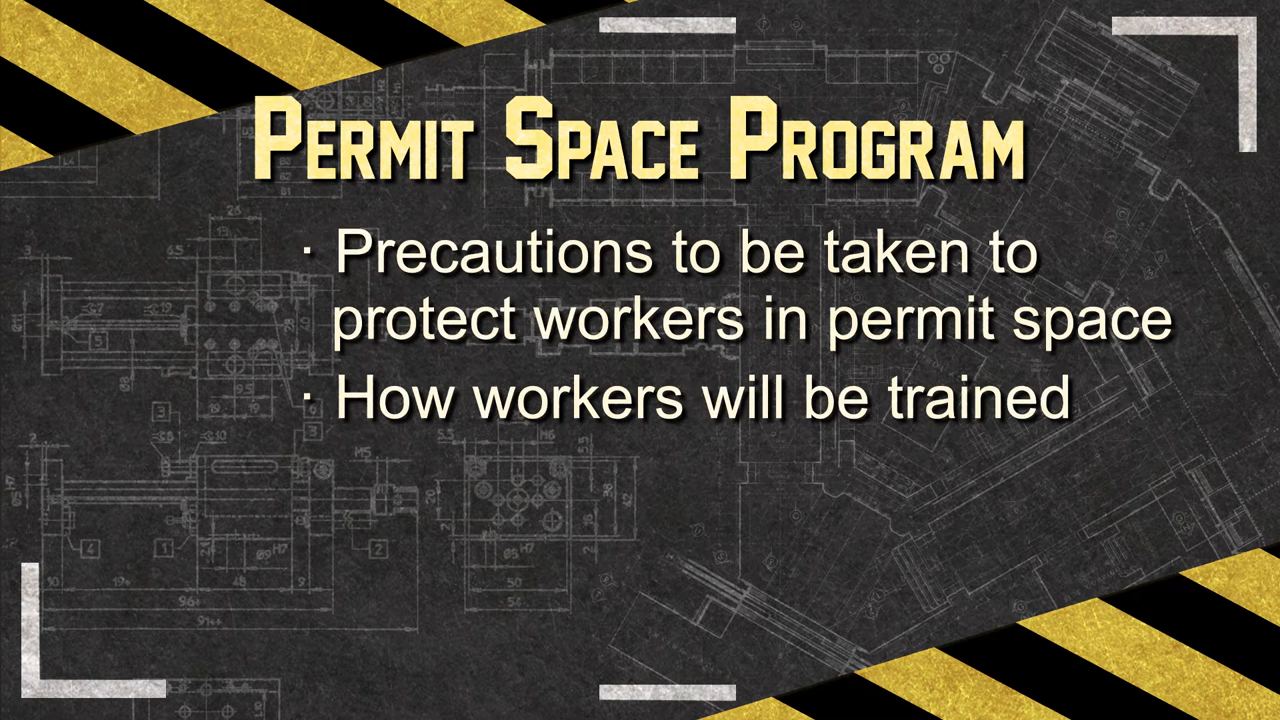 PERMIT SPACE PROGRAM
· Precautions to be taken to
protect workers in permit space
· How workers will be trained